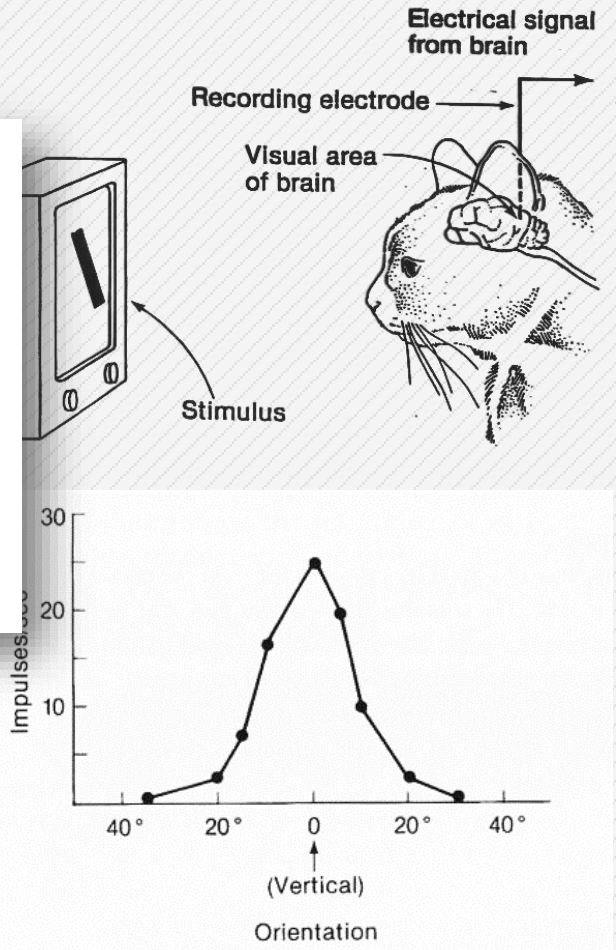 Electrical signal
from brain
Recording electrode
Visual area
of brain
Stimulus
30
20
10
40° 20° 0 20° 40°
(Vertical)
Orientation